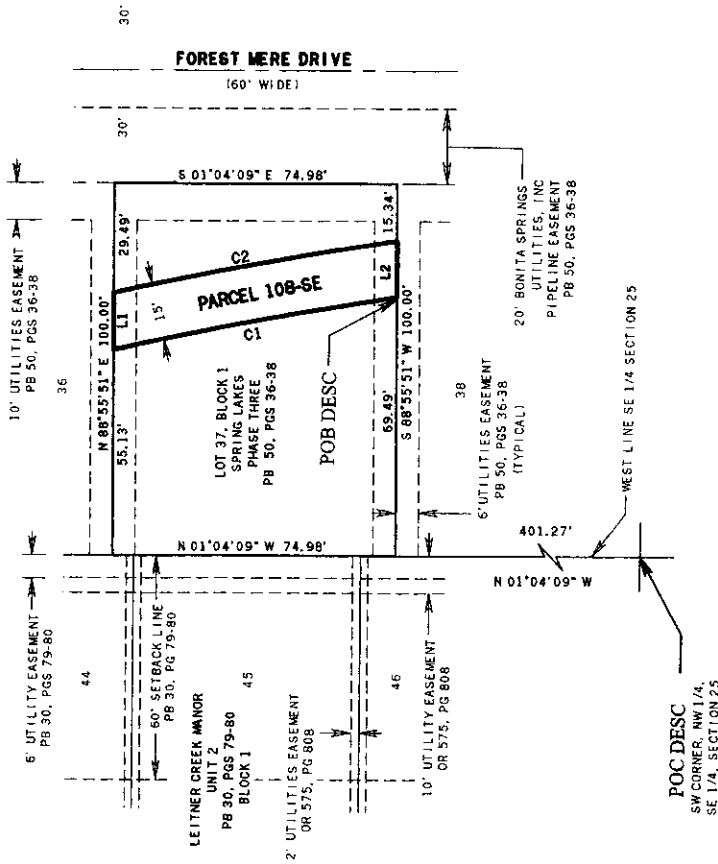 30'
FOREST MERE DRIVE
(60' WIDE)
30'
10' UTILITIES EASEMENT
PB 50, PGS 36-38
S 01°04'09" E 74.98'
36
N 88°55'51" E 100.00'
29.49'
L1
55.13'
15'
C2
PARCEL 108-SE
C1
15.34'
L2
LOT 37, BLOCK 1
SPRING LAKES
PHASE THREE
PB 50, PGS 36-38
POB DESC
69.49'
S 88°55'51" W 100.00'
20' BONITA SPRINGS
UTILITIES, INC
PIPELINE EASEMENT
PB 50, PGS 36-38
38
6' UTILITIES EASEMENT
PB 50, PGS 36-38
(TYPICAL)
N 01°04'09" W 74.98'
401.27'
N 01°04'09" W
WEST LINE SE 1/4 SECTION 25
6' UTILITY EASEMENT
PB 30, PGS 79-80
44
60' SETBACK LINE
PB 30, PG 79-80
LEITNER CREEK MANOR
UNIT 2
PB 30, PGS 79-80
BLOCK 1
45
46
2' UTILITIES EASEMENT
OR 575, PG 808
10' UTILITY EASEMENT
OR 575, PG 808
POC DESC
SW CORNER, NW 1/4,
SE 1/4, SECTION 25